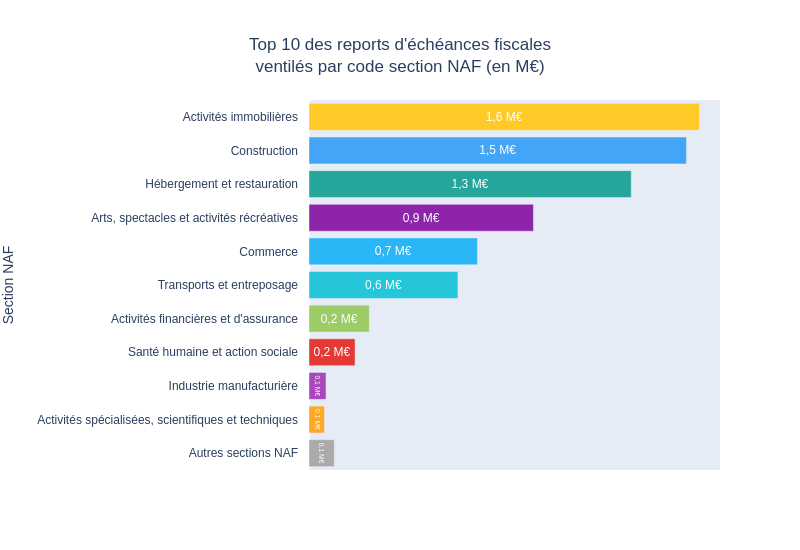 Top 10 des reports d'échéances fiscales
ventilés par code section NAF (en M€)
Section NAF
Activités immobilières 1,6 M€
Construction 1,5 M€
Hébergement et restauration 1,3 M€
Arts, spectacles et activités récréatives 0,9 M€
Commerce 0,7 M€
Transports et entreposage 0,6 M€
Activités financières et d'assurance 0,2 M€
Santé humaine et action sociale 0,2 M€
Industrie manufacturière 0,1 M€
Activités spécialisées, scientifiques et techniques 0,1 M€
Autres sections NAF 0,1 M€